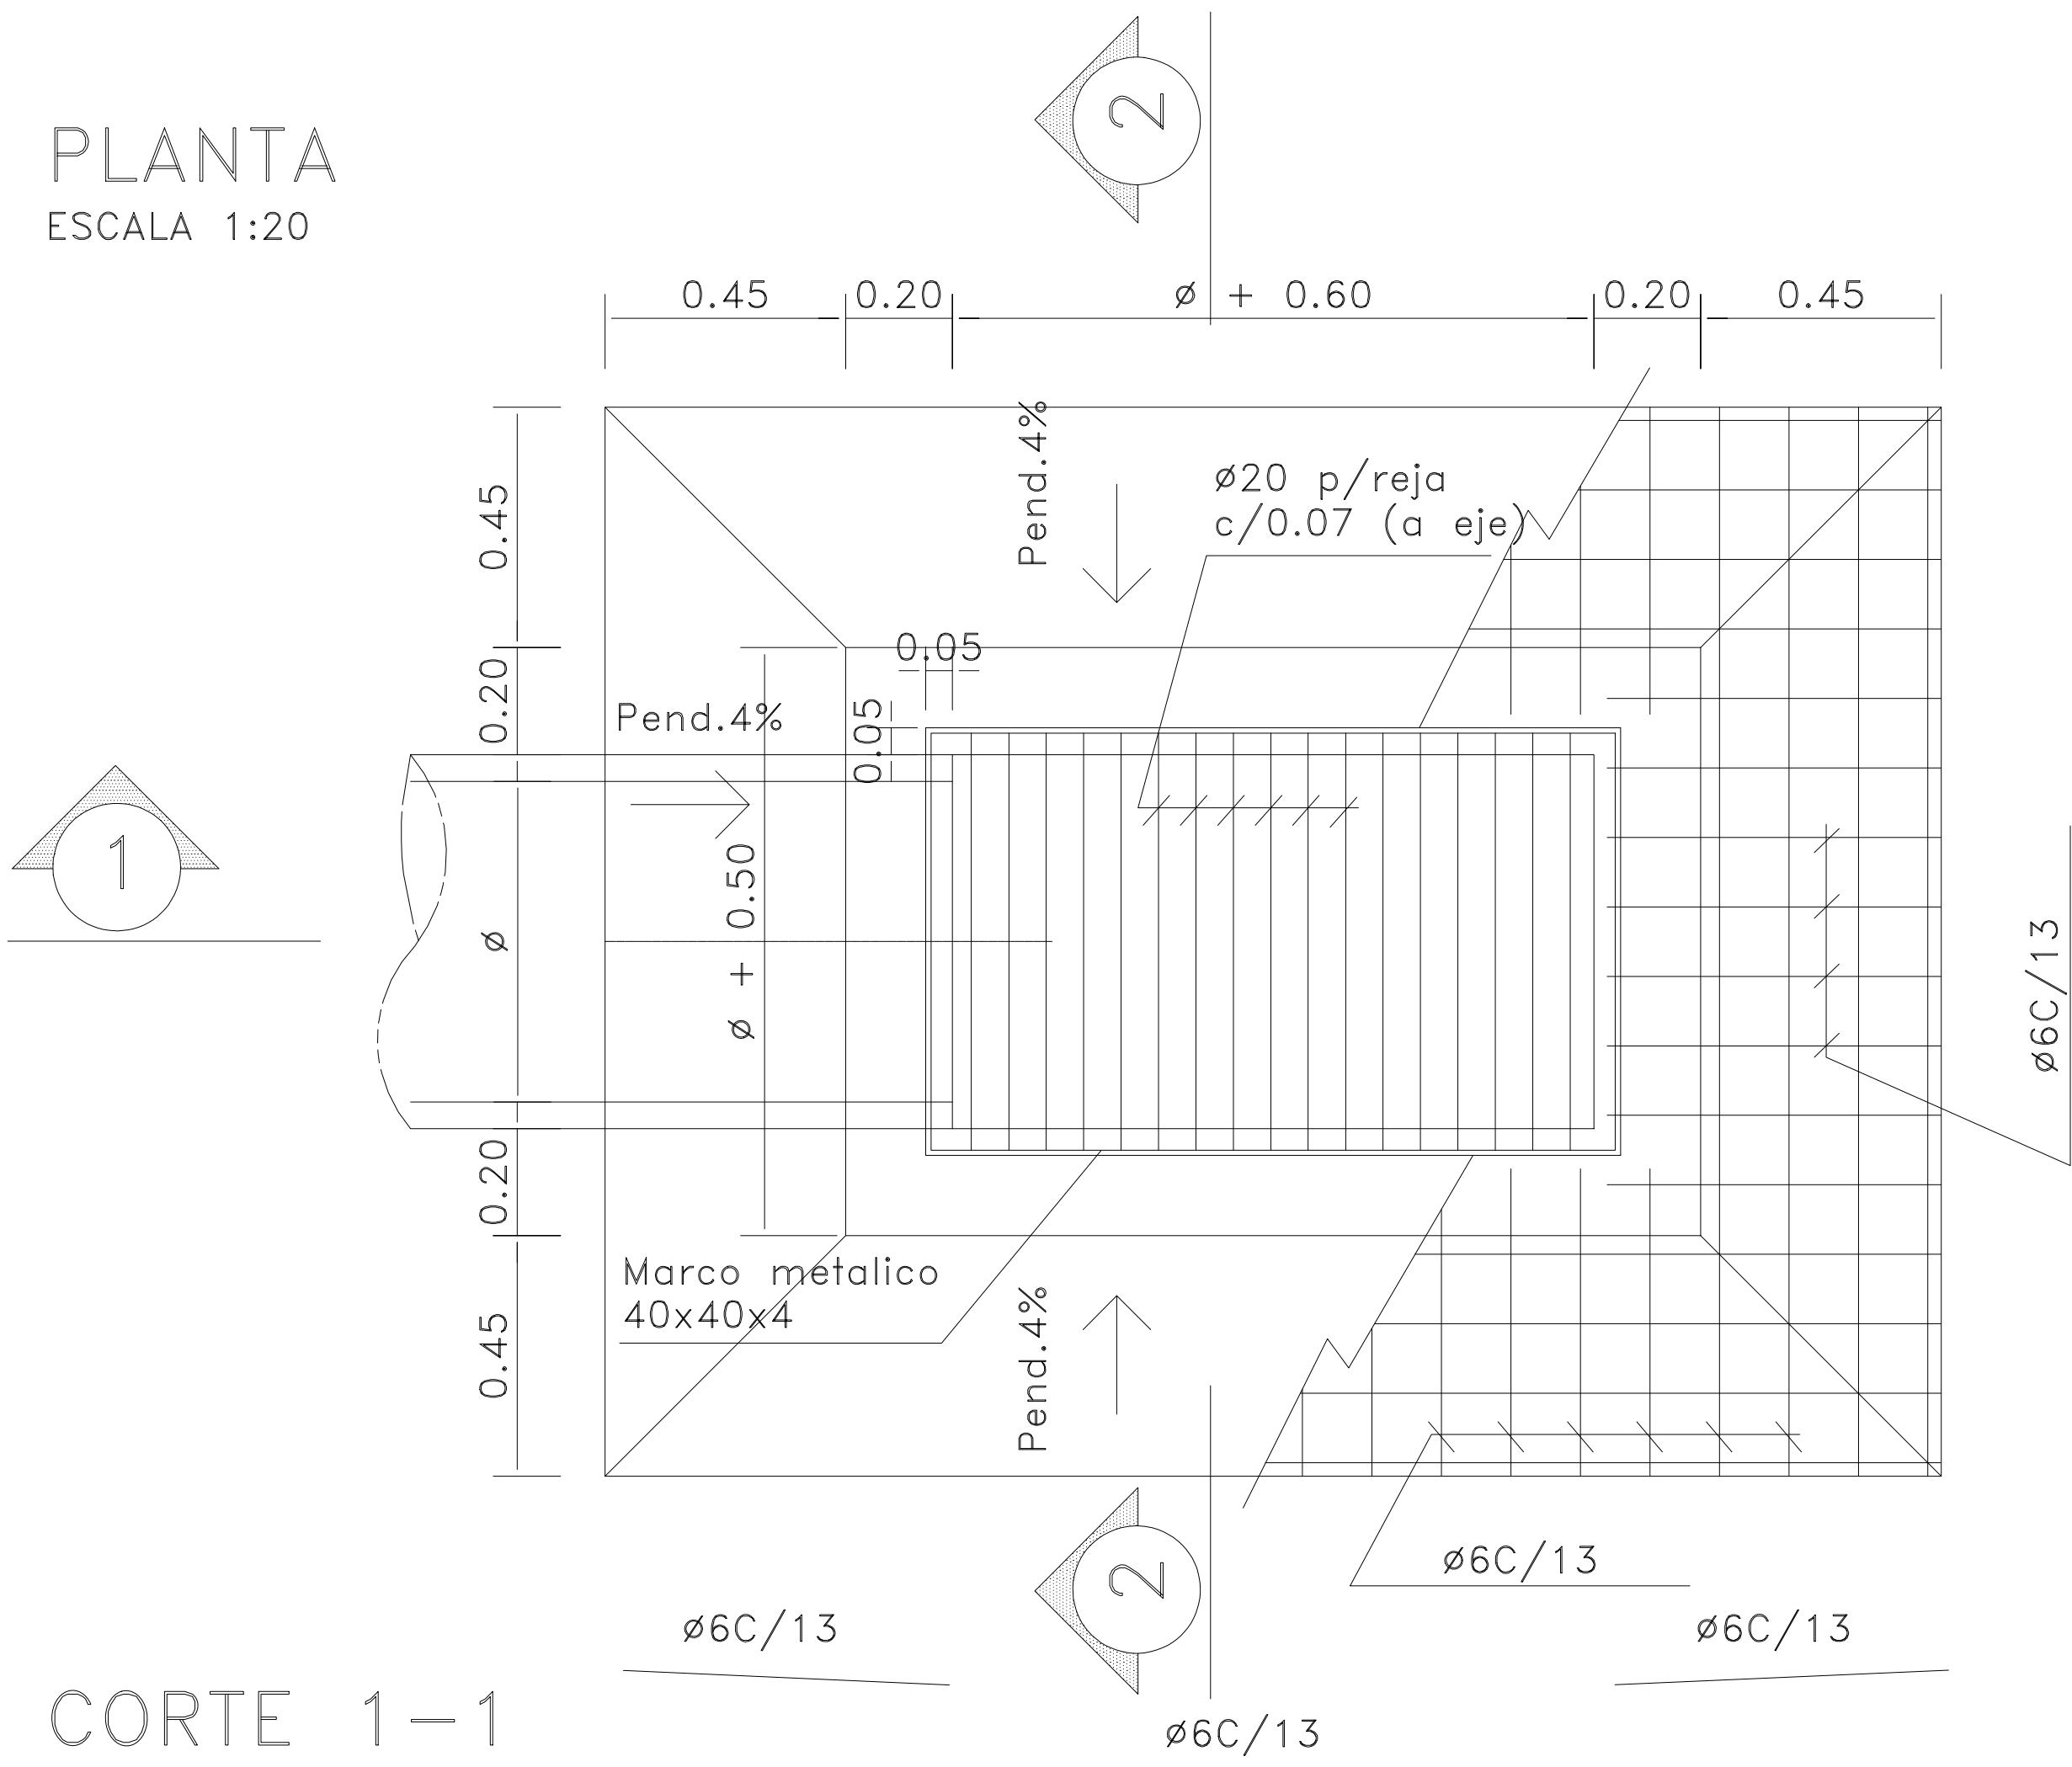 2
PLANTA
ESCALA 1:20
0.45 0.20 ø + 0.60 0.20 0.45
Pend.4%
ø20 p/reja
c/0.07 (a eje)
0.45
0.05
0.20
Pend.4%
0.05
1
ø + 0.50
ø
ø6C/13
0.20
Marco metalico
40x40x4
0.45
Pend.4%
2
ø6C/13
ø6C/13
ø6C/13
CORTE 1-1
ø6C/13